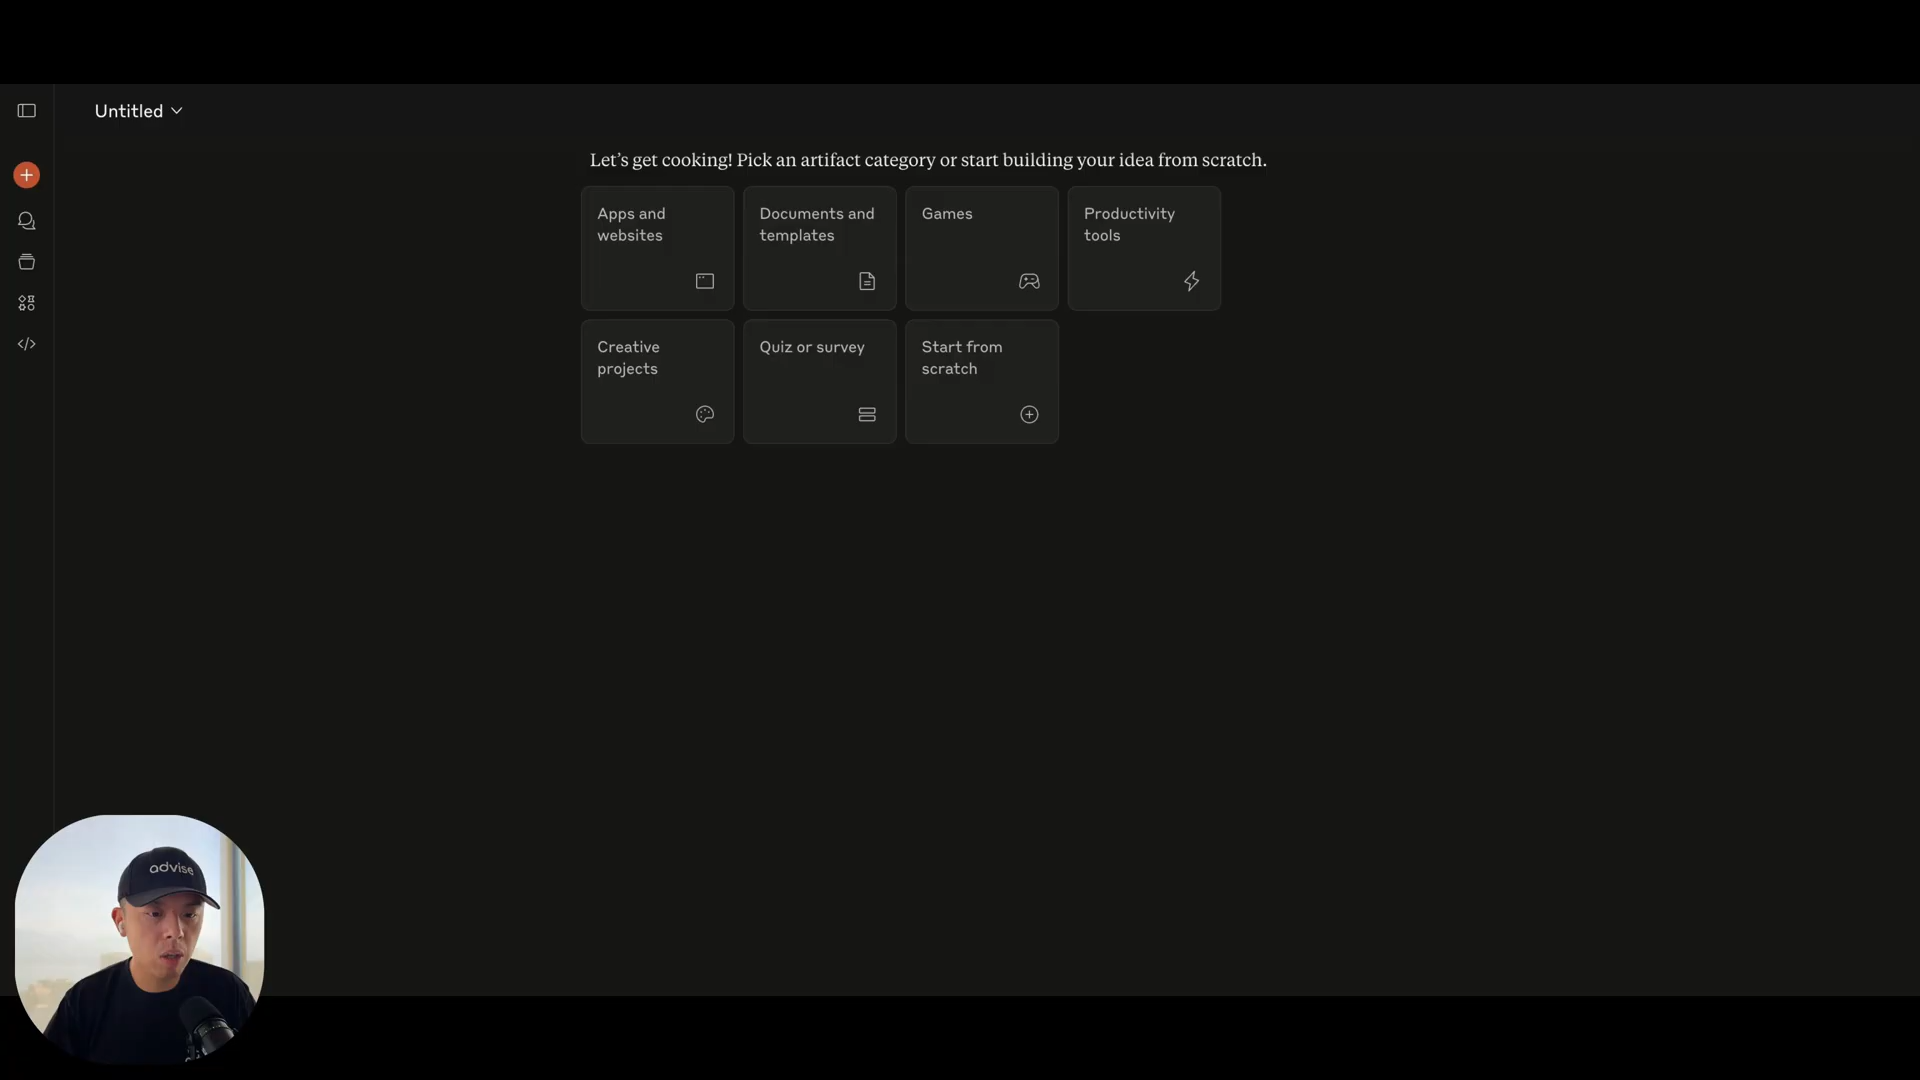 Untitled
Let’s get cooking! Pick an artifact category or start building your idea from scratch.
Apps and
websites
Documents and
templates
Games
Productivity
tools
Creative
projects
Quiz or survey
Start from
scratch
advise